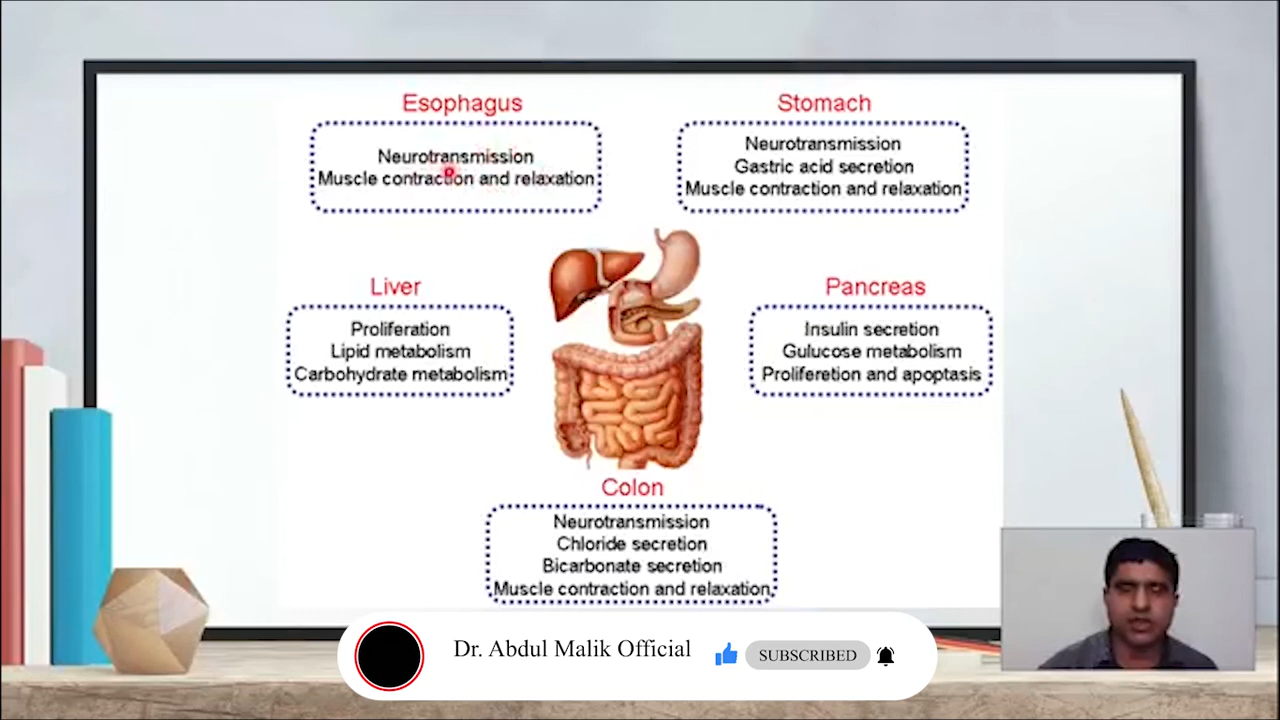 Esophagus
Neurotransmission
Muscle contraction and relaxation
Stomach
Neurotransmission
Gastric acid secretion
Muscle contraction and relaxation
Liver
Proliferation
Lipid metabolism
Carbohydrate metabolism
Pancreas
Insulin secretion
Gulucose metabolism
Proliferetion and apoptasis
Colon
Neurotransmission
Chloride secretion
Bicarbonate secretion
Muscle contraction and relaxation
Dr. Abdul Malik Official
SUBSCRIBED